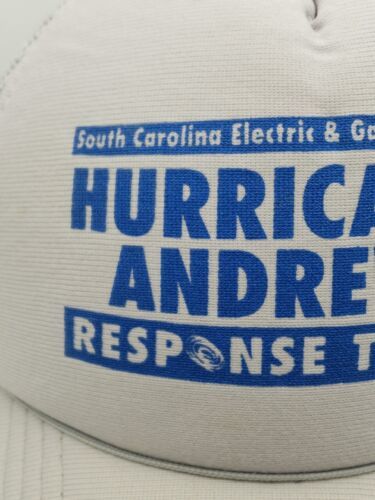 South Carolina Electric & Ga
HURRICA
ANDRE
RESPONSE T